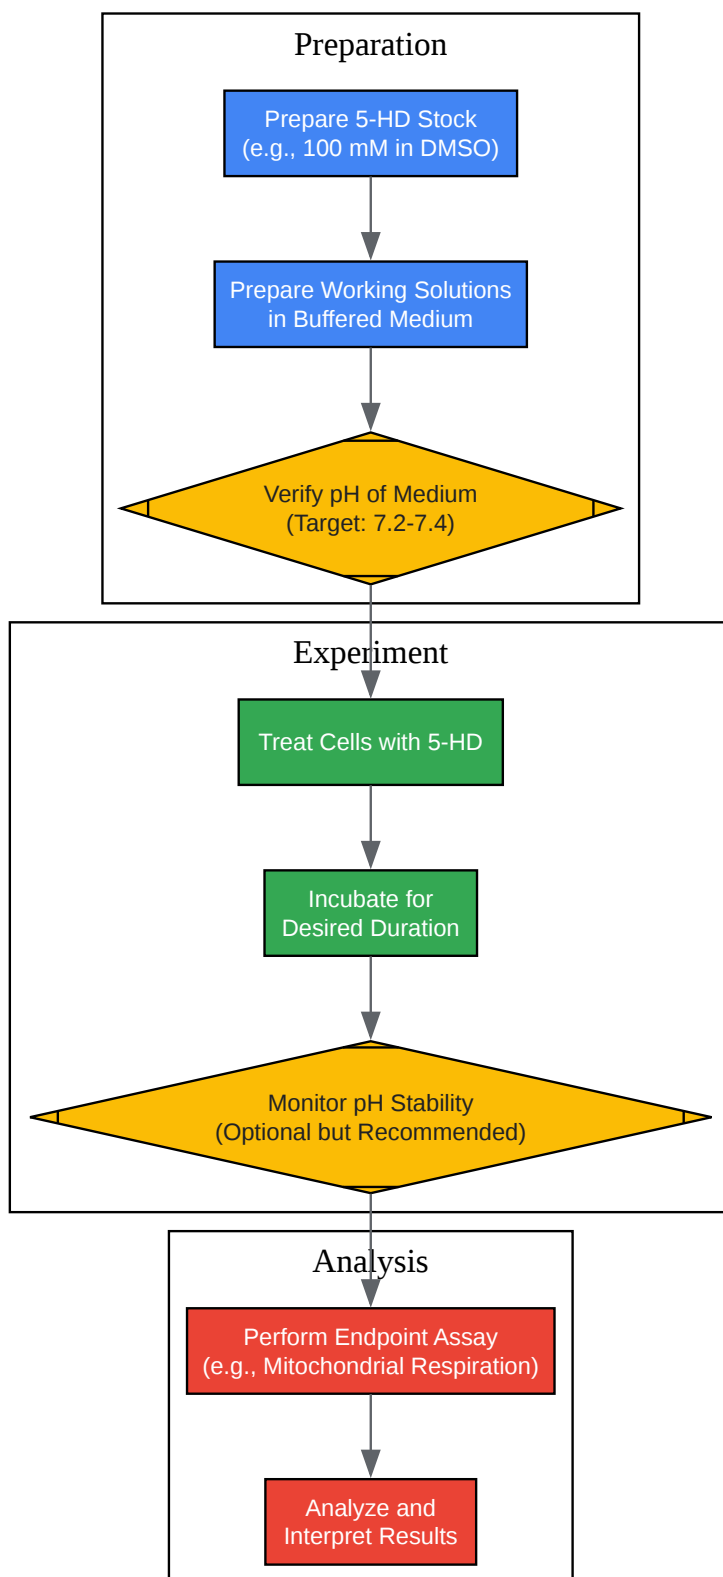 Preparation
Prepare 5-HD Stock
(e.g., 100 mM in DMSO)
Prepare Working Solutions
in Buffered Medium
Verify pH of Medium
(Target: 7.2-7.4)
Experiment
Treat Cells with 5-HD
Incubate for
Desired Duration
Monitor pH Stability
(Optional but Recommended)
Analysis
Perform Endpoint Assay
(e.g., Mitochondrial Respiration)
Analyze and
Interpret Results